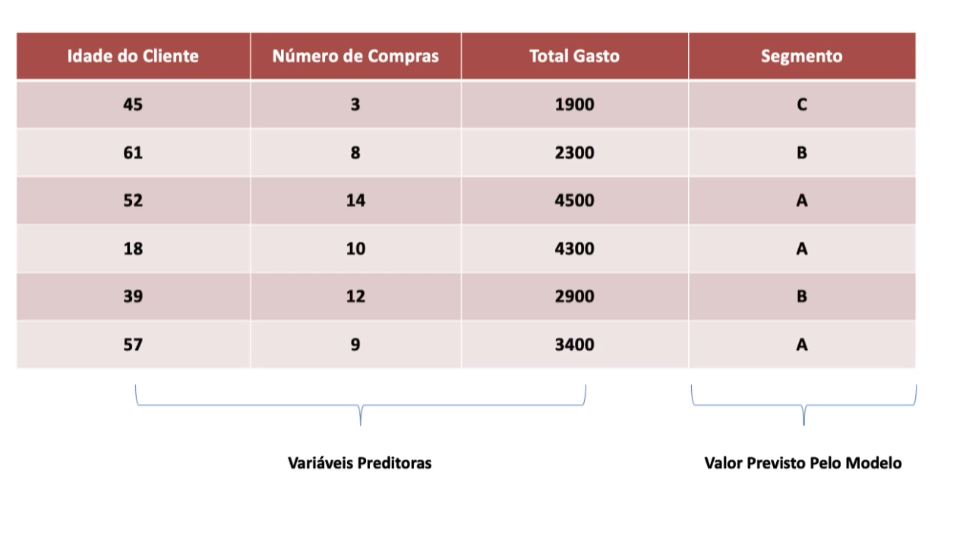 Idade do Cliente Número de Compras Total Gasto Segmento
45 3 1900 C
61 8 2300 B
52 14 4500 A
18 10 4300 A
39 12 2900 B
57 9 3400 A
Variáveis Preditoras Valor Previsto Pelo Modelo